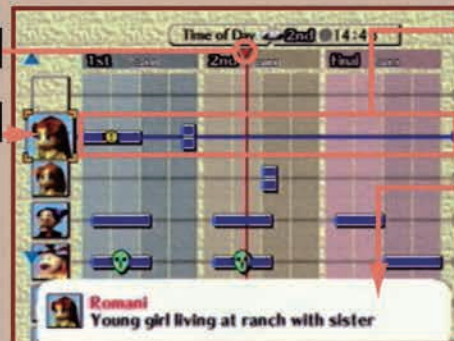 Time of Day 2nd 14:4
1st 2nd Final
Romani
Young girl living at ranch with sister